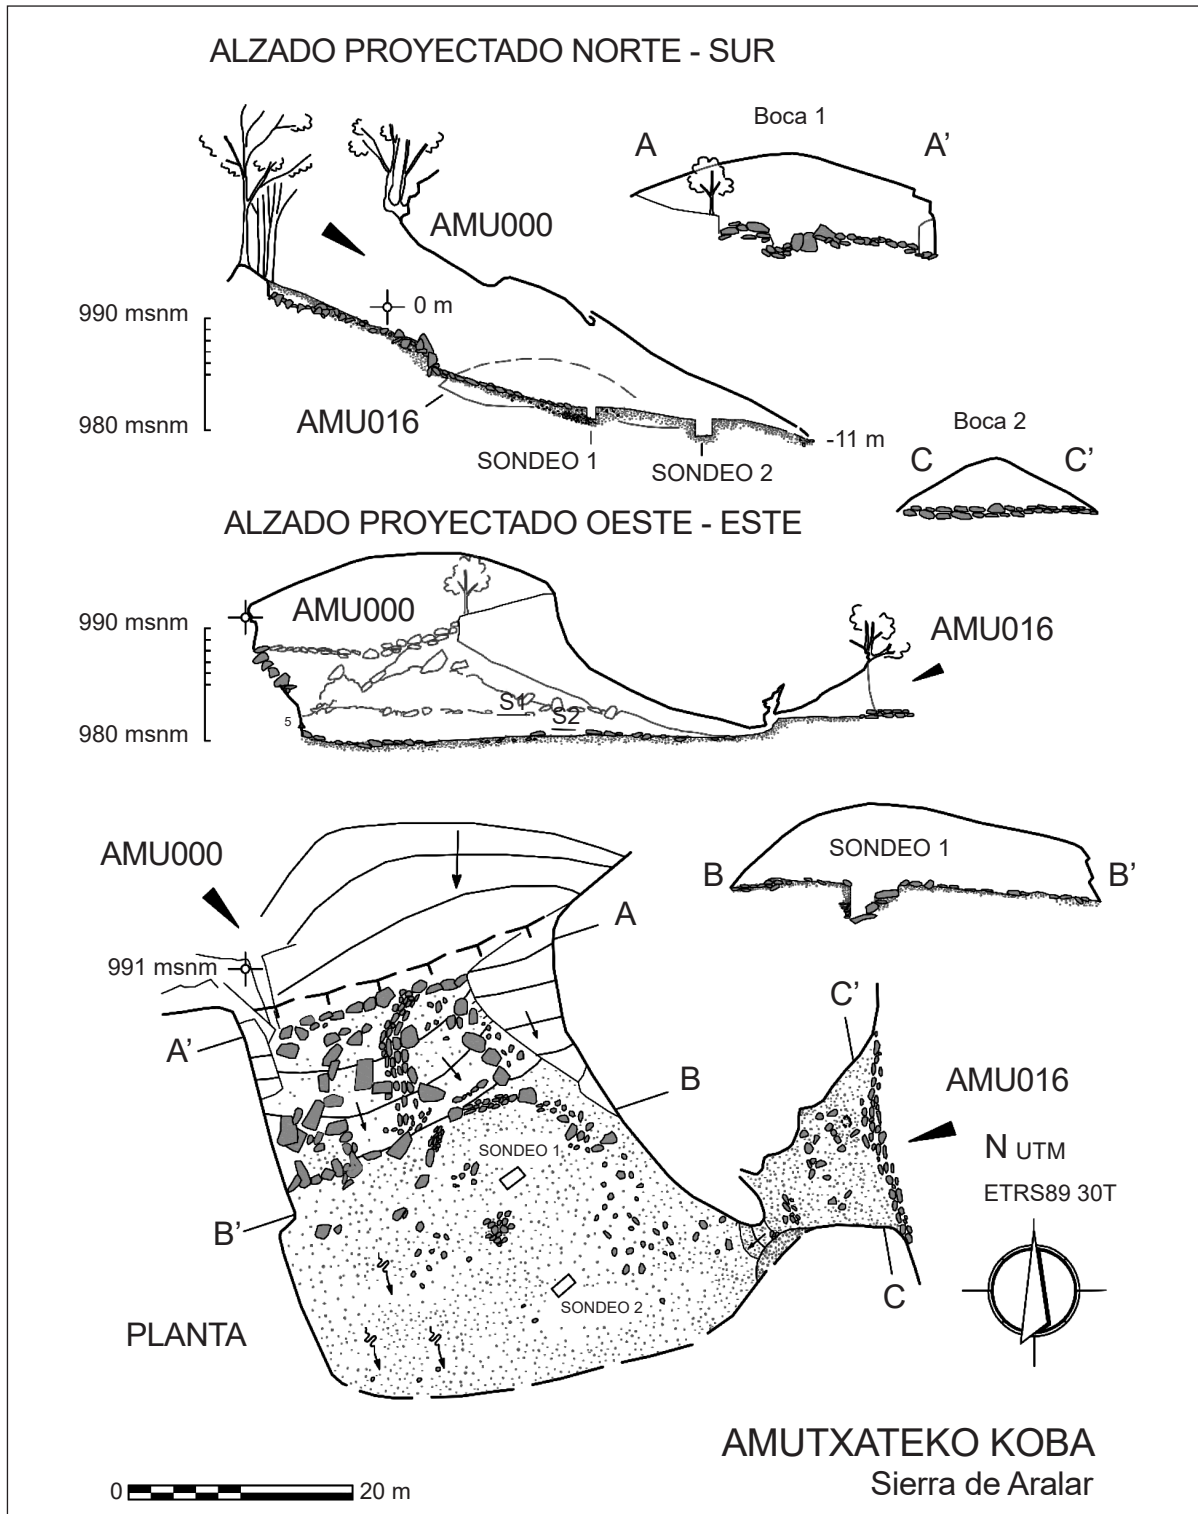 ALZADO PROYECTADO NORTE - SUR
Boca 1
A A’
AMU000
990 msnm
0 m
AMU016
980 msnm
-11 m
SONDEO 1
SONDEO 2
Boca 2
C C’
ALZADO PROYECTADO OESTE - ESTE
AMU000
990 msnm
AMU016
S1
S2
5
980 msnm
AMU000
SONDEO 1
B B’
A
991 msnm
C’
A’
B
AMU016
SONDEO 1
N UTM
ETRS89 30T
B’
SONDEO 2
C
PLANTA
AMUTXATEKO KOBA
Sierra de Aralar
0 20 m